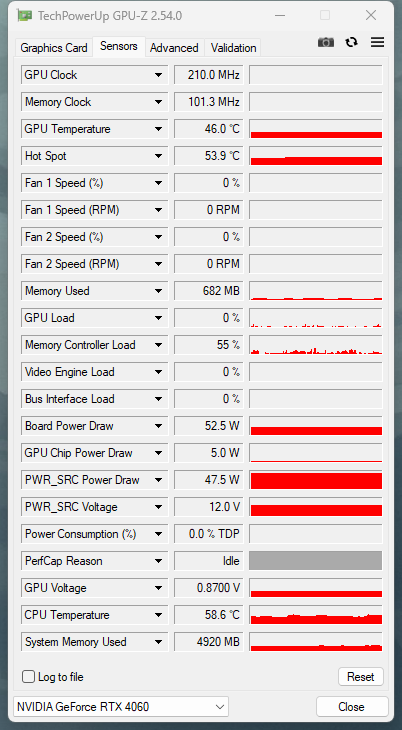 TechPowerUp GPU-Z 2.54.0
Graphics Card Sensors Advanced Validation
GPU Clock 210.0 MHz
Memory Clock 101.3 MHz
GPU Temperature 46.0 °C
Hot Spot 53.9 °C
Fan 1 Speed (%) 0 %
Fan 1 Speed (RPM) 0 RPM
Fan 2 Speed (%) 0 %
Fan 2 Speed (RPM) 0 RPM
Memory Used 682 MB
GPU Load 0 %
Memory Controller Load 55 %
Video Engine Load 0 %
Bus Interface Load 0 %
Board Power Draw 52.5 W
GPU Chip Power Draw 5.0 W
PWR_SRC Power Draw 47.5 W
PWR_SRC Voltage 12.0 V
Power Consumption (%) 0.0 % TDP
PerfCap Reason Idle
GPU Voltage 0.8700 V
CPU Temperature 58.6 °C
System Memory Used 4920 MB
Log to file Reset
NVIDIA GeForce RTX 4060 Close